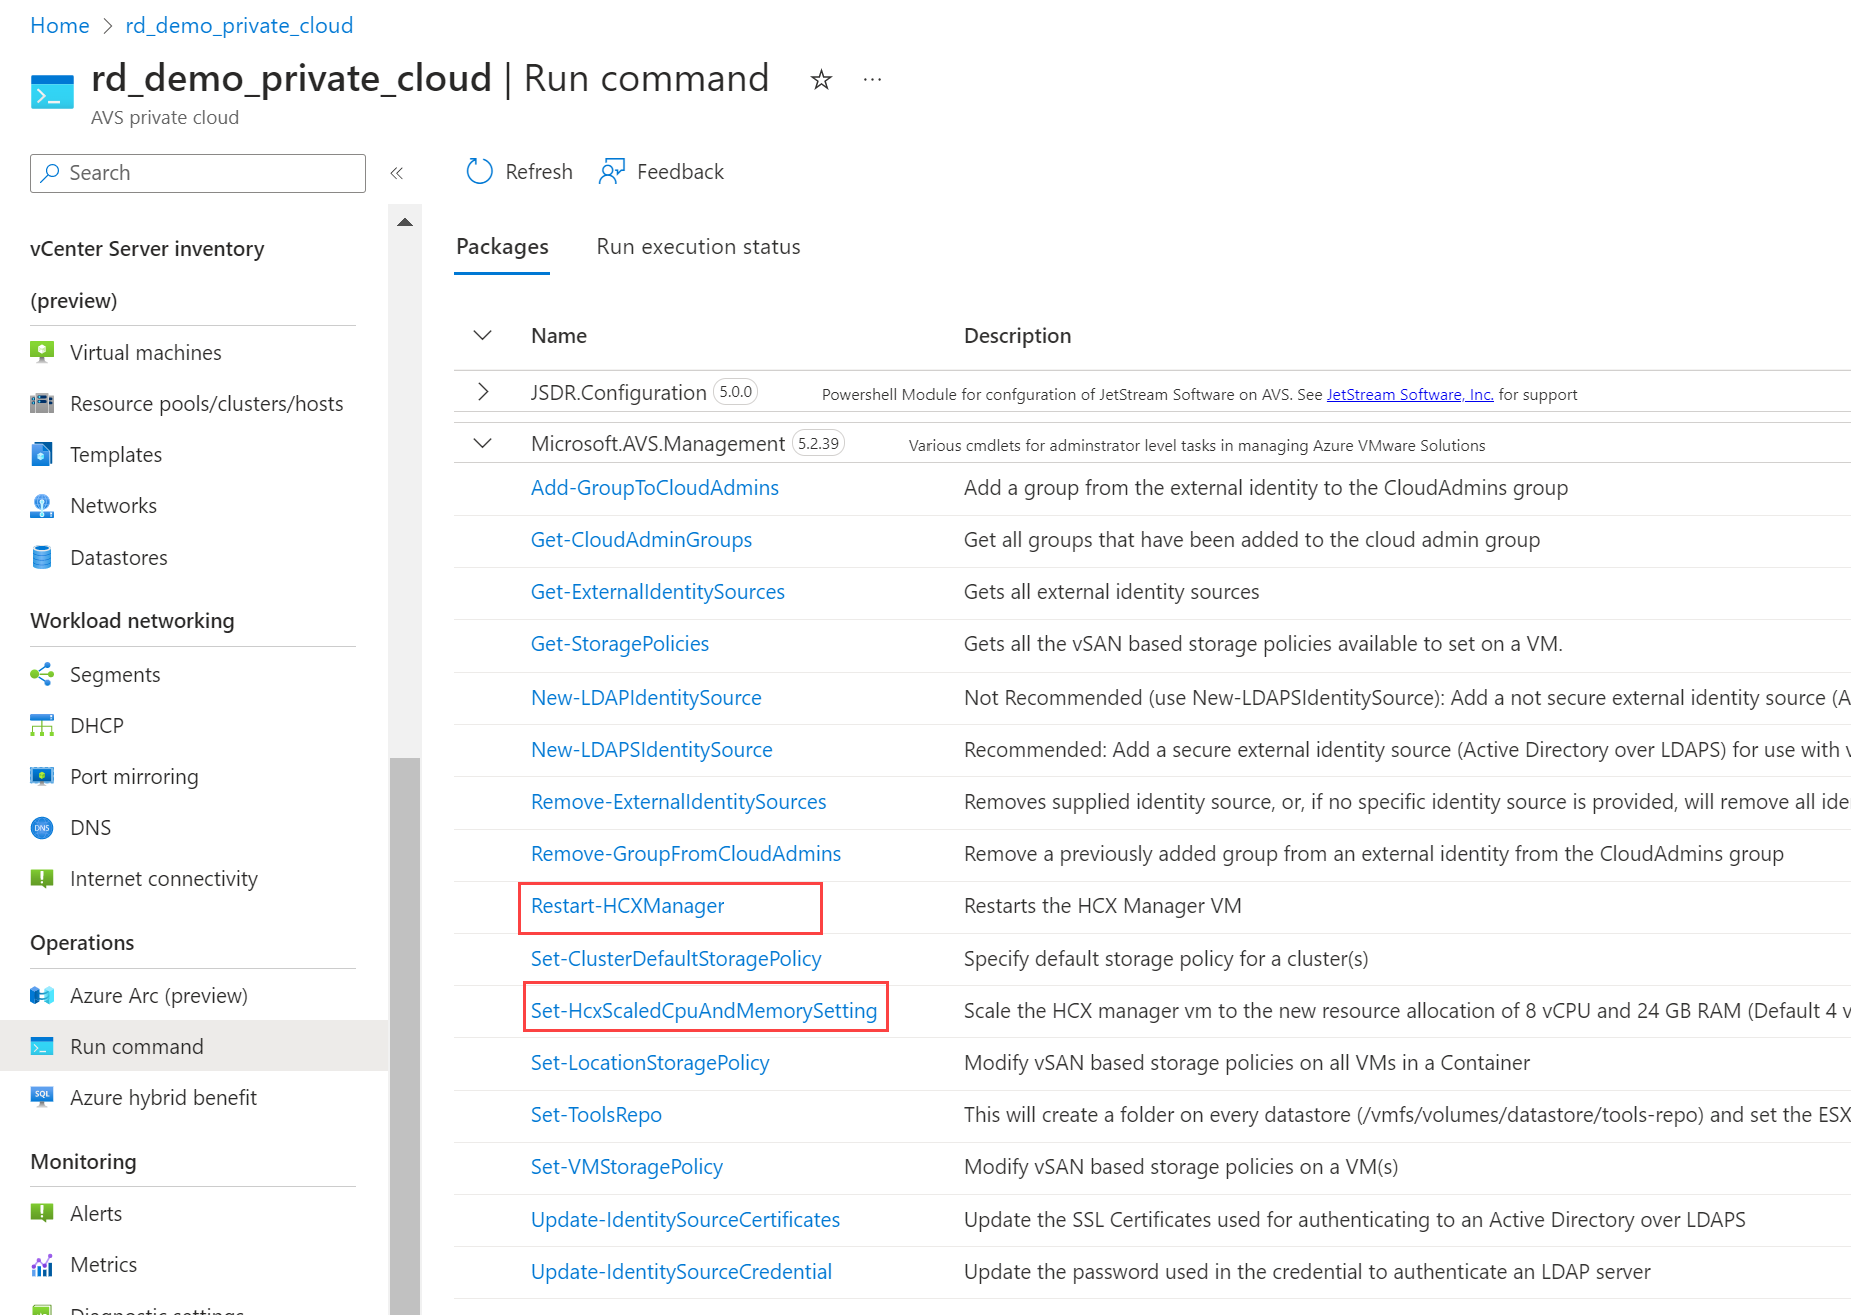 Home > rd_demo_private_cloud
rd_demo_private_cloud | Run command
AVS private cloud
Search
Refresh
Feedback
vCenter Server inventory
(preview)
Virtual machines
Resource pools/clusters/hosts
Templates
Networks
Datastores
Workload networking
Segments
DHCP
Port mirroring
DNS
Internet connectivity
Operations
Azure Arc (preview)
Run command
Azure hybrid benefit
Monitoring
Alerts
Metrics
Diagnostic settings
Packages
Run execution status
Name Description
JSDR.Configuration 5.0.0 Powershell Module for confguration of JetStream Software on AVS. See JetStream Software, Inc. for support
Microsoft.AVS.Management 5.2.39 Various cmdlets for adminstrator level tasks in managing Azure VMware Solutions
Add-GroupToCloudAdmins Add a group from the external identity to the CloudAdmins group
Get-CloudAdminGroups Get all groups that have been added to the cloud admin group
Get-ExternalIdentitySources Gets all external identity sources
Get-StoragePolicies Gets all the vSAN based storage policies available to set on a VM.
New-LDAPIdentitySource Not Recommended (use New-LDAPSIdentitySource): Add a not secure external identity source (A
New-LDAPSIdentitySource Recommended: Add a secure external identity source (Active Directory over LDAPS) for use with v
Remove-ExternalIdentitySources Removes supplied identity source, or, if no specific identity source is provided, will remove all ide
Remove-GroupFromCloudAdmins Remove a previously added group from an external identity from the CloudAdmins group
Restart-HCXManager Restarts the HCX Manager VM
Set-ClusterDefaultStoragePolicy Specify default storage policy for a cluster(s)
Set-HcxScaledCpuAndMemorySetting Scale the HCX manager vm to the new resource allocation of 8 vCPU and 24 GB RAM (Default 4 v
Set-LocationStoragePolicy Modify vSAN based storage policies on all VMs in a Container
Set-ToolsRepo This will create a folder on every datastore (/vmfs/volumes/datastore/tools-repo) and set the ESX
Set-VMStoragePolicy Modify vSAN based storage policies on a VM(s)
Update-IdentitySourceCertificates Update the SSL Certificates used for authenticating to an Active Directory over LDAPS
Update-IdentitySourceCredential Update the password used in the credential to authenticate an LDAP server